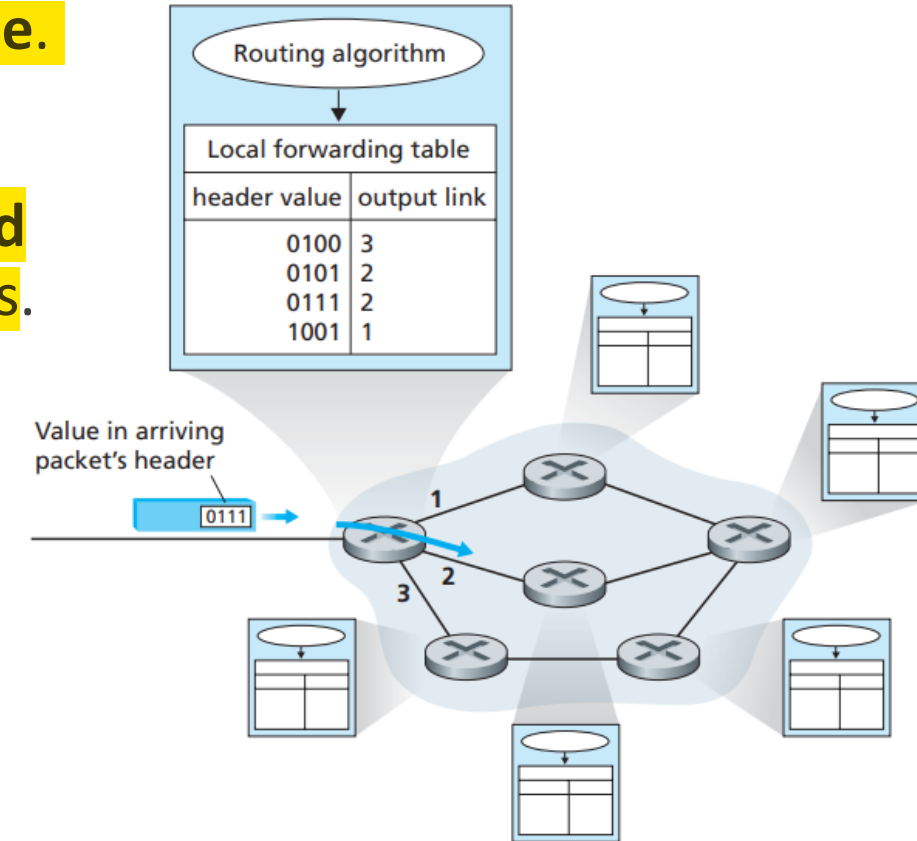 e.
d
s.
Routing algorithm
Local forwarding table
header value output link
0100 3
0101 2
0111 2
1001 1
Value in arriving
packet's header
0111
1
2
3